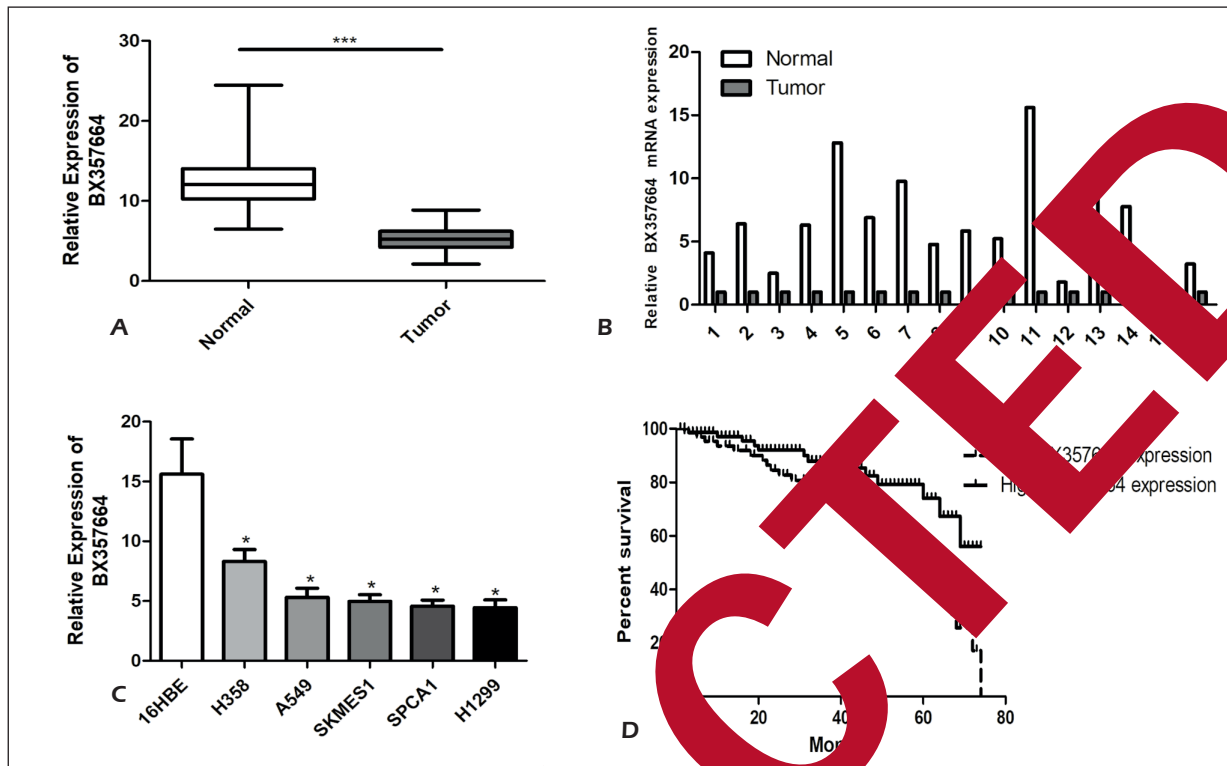 Relative Expression of
BX357664
30
20
10
0
***
Normal
Tumor
A
Relative BX357664 mRNA expression
20
15
10
5
0
Normal
Tumor
1
2
3
4
5
6
7
10
11
12
13
14
B
Relative Expression of
BX357664
20
15
10
5
0
*
*
*
*
*
16HBE
H358
A549
SKMES1
SPCA1
H1299
C
Percent survival
100
80
60
40
20
expression
expression
20
60
80
D
CTED